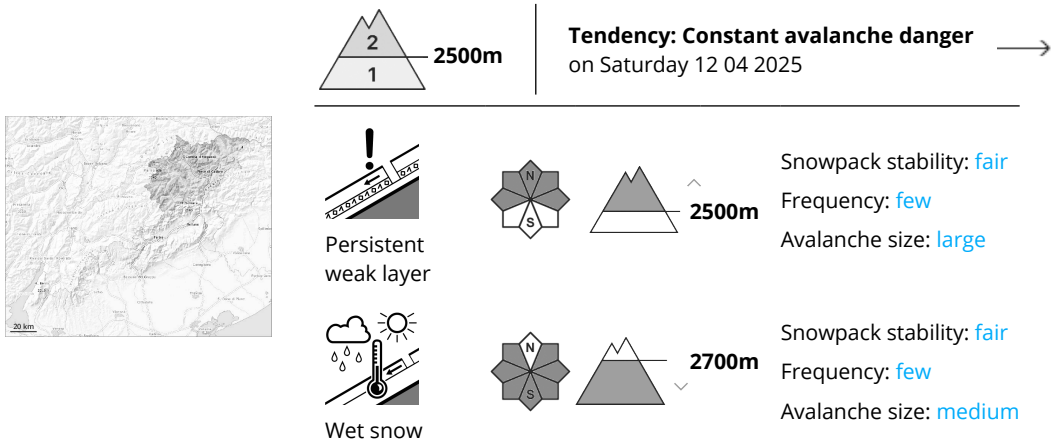 2
1
2500m
Tendency: Constant avalanche danger
on Saturday 12 04 2025
20 km
Persistent
weak layer
N
S
2500m
Snowpack stability: fair
Frequency: few
Avalanche size: large
Wet snow
N
S
2700m
Snowpack stability: fair
Frequency: few
Avalanche size: medium